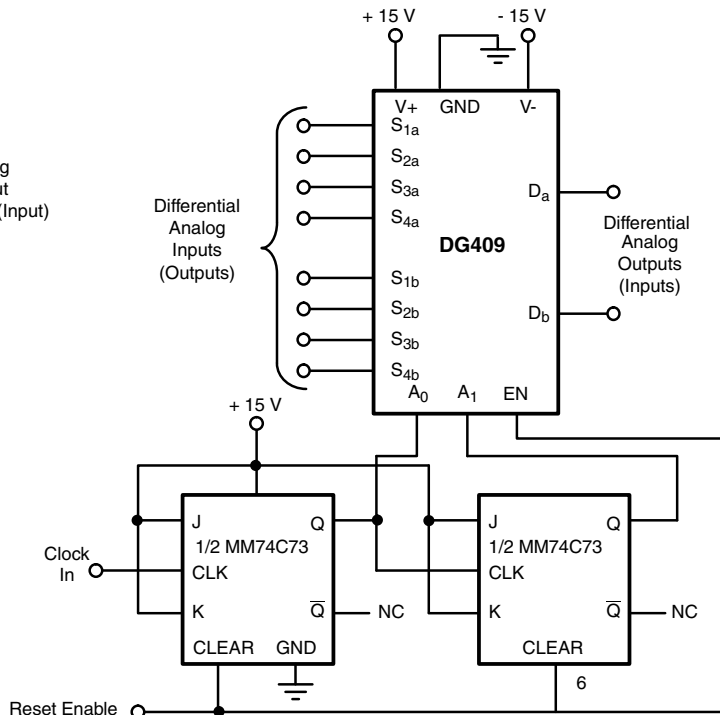 + 15 V
- 15 V
V+
GND
V-
S1a
S2a
S3a
S4a
S1b
S2b
S3b
S4b
Da
Db
DG409
A0
A1
EN
(Input)
Differential
Analog
Inputs
(Outputs)
Differential
Analog
Outputs
(Inputs)
+ 15 V
J
Q
1/2 MM74C73
CLK
K
Q
CLEAR
GND
NC
Clock
In
J
Q
1/2 MM74C73
CLK
K
Q
CLEAR
NC
6
Reset Enable